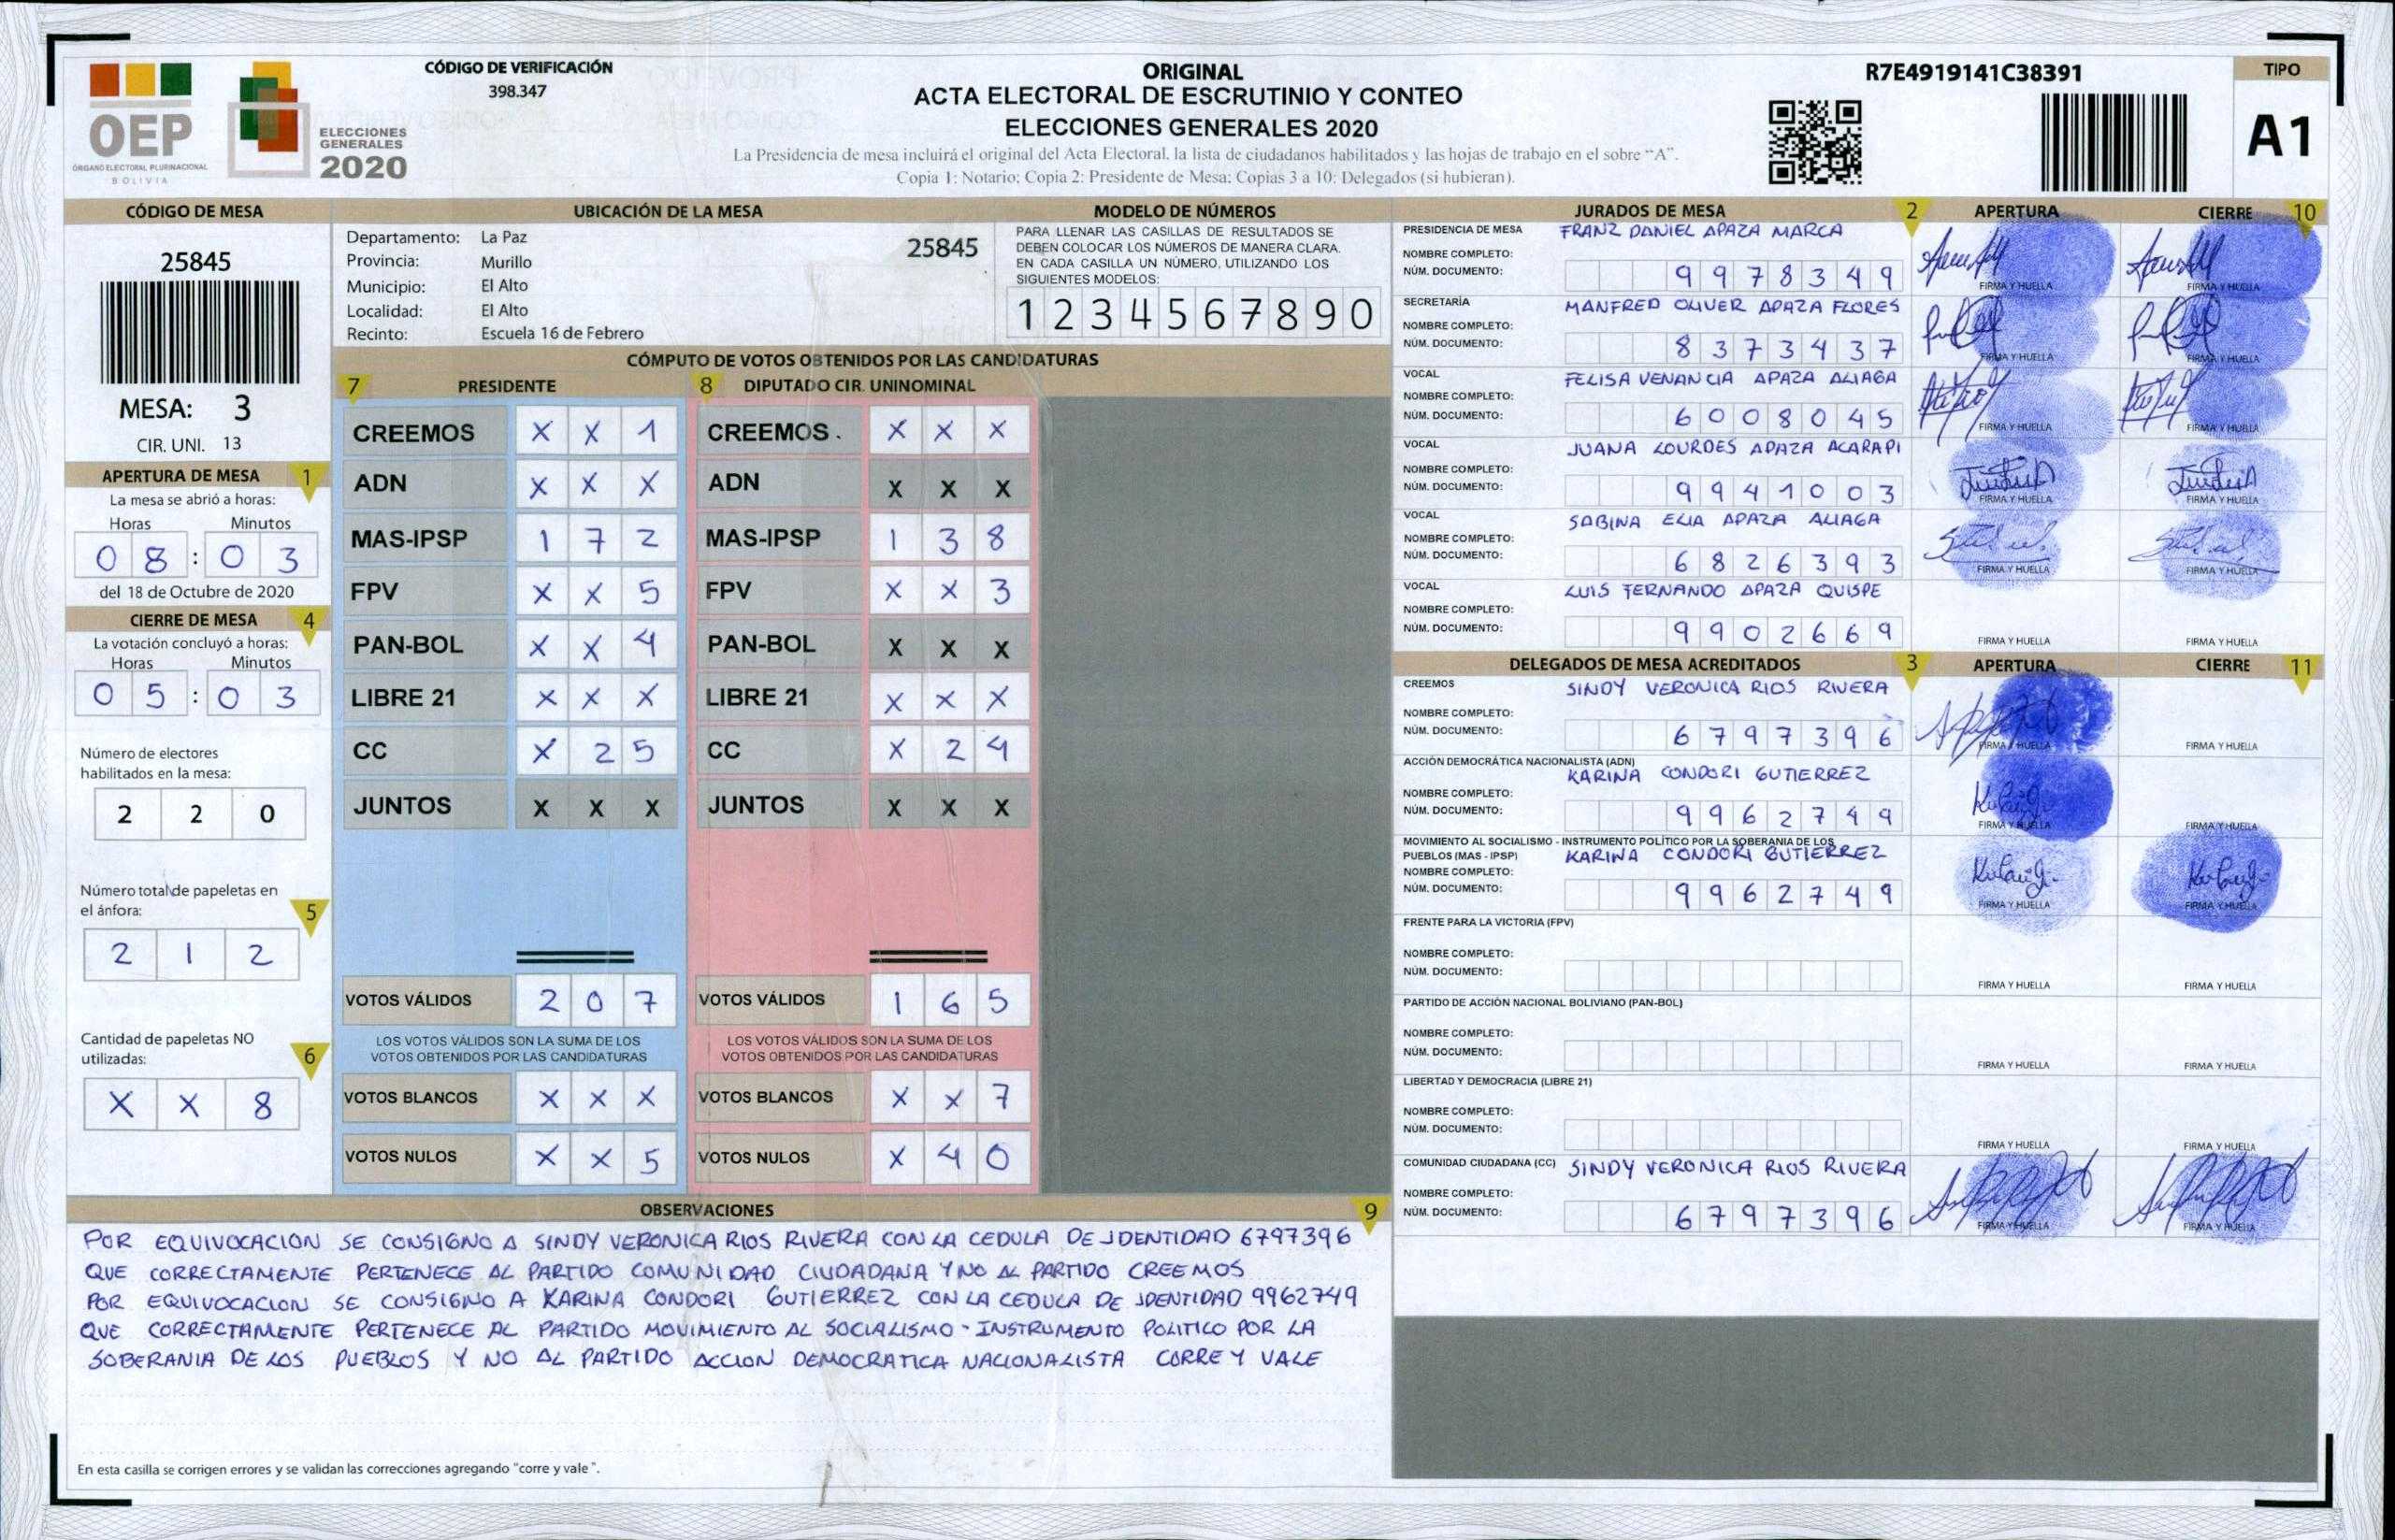 OEP
ÓRGANO ELECTORAL PLURINACIONAL
BOLIVIA
ELECCIONES
GENERALES
2020
CÓDIGO DE VERIFICACIÓN
398.347
ORIGINAL
ACTA ELECTORAL DE ESCRUTINIO Y CONTEO
ELECCIONES GENERALES 2020
La Presidencia de mesa incluirá el original del Acta Electoral, la lista de ciudadanos habilitados y las hojas de trabajo en el sobre “A”.
Copia 1: Notario; Copia 2: Presidente de Mesa; Copias 3 a 10: Delegados (si hubieran).
R7E4919141C38391
TIPO
A1
CÓDIGO DE MESA
25845
MESA: 3
CIR. UNI. 13
APERTURA DE MESA 1
La mesa se abrió a horas:
Horas Minutos
08:03
del 18 de Octubre de 2020
CIERRE DE MESA 4
La votación concluyó a horas:
Horas Minutos
05:03
Número de electores
habilitados en la mesa:
220
Número total de papeletas en
el ánfora: 5
212
Cantidad de papeletas NO
utilizadas: 6
X X 8
UBICACIÓN DE LA MESA
Departamento: La Paz 25845
Provincia: Murillo
Municipio: El Alto
Localidad: El Alto
Recinto: Escuela 16 de Febrero
MODELO DE NÚMEROS
PARA LLENAR LAS CASILLAS DE RESULTADOS SE
DEBEN COLOCAR LOS NÚMEROS DE MANERA CLARA.
EN CADA CASILLA UN NÚMERO, UTILIZANDO LOS
SIGUIENTES MODELOS:
1234567890
CÓMPUTO DE VOTOS OBTENIDOS POR LAS CANDIDATURAS
7 PRESIDENTE 8 DIPUTADO CIR. UNINOMINAL
CREEMOS X X 1 CREEMOS X X X
ADN X X X ADN X X X
MAS-IPSP 1 7 2 MAS-IPSP 1 3 8
FPV X X 5 FPV X X 3
PAN-BOL X X 4 PAN-BOL X X X
LIBRE 21 X X X LIBRE 21 X X X
CC X 2 5 CC X 2 4
JUNTOS X X X JUNTOS X X X
VOTOS VÁLIDOS 2 0 7 VOTOS VÁLIDOS 1 6 5
LOS VOTOS VÁLIDOS SON LA SUMA DE LOS LOS VOTOS VÁLIDOS SON LA SUMA DE LOS
VOTOS OBTENIDOS POR LAS CANDIDATURAS VOTOS OBTENIDOS POR LAS CANDIDATURAS
VOTOS BLANCOS X X X VOTOS BLANCOS X X 7
VOTOS NULOS X X 5 VOTOS NULOS X 4 0
JURADOS DE MESA 2 APERTURA CIERRE 10
PRESIDENCIA DE MESA FRANZ DANIEL APAZA MARCA
NOMBRE COMPLETO:
NÚM. DOCUMENTO: 9978349 FIRMA Y HUELLA FIRMA Y HUELLA
SECRETARÍA MANFRED OLIVER APAZA FLORES
NOMBRE COMPLETO:
NÚM. DOCUMENTO: 8373437 FIRMA Y HUELLA FIRMA Y HUELLA
VOCAL FELISA VENANCIA APAZA ALIAGA
NOMBRE COMPLETO:
NÚM. DOCUMENTO: 6008045 FIRMA Y HUELLA FIRMA Y HUELLA
VOCAL JUANA LOURDES APAZA ACARAPI
NOMBRE COMPLETO:
NÚM. DOCUMENTO: 9941003 FIRMA Y HUELLA FIRMA Y HUELLA
VOCAL SABINA ELIA APAZA ALIAGA
NOMBRE COMPLETO:
NÚM. DOCUMENTO: 6826393 FIRMA Y HUELLA FIRMA Y HUELLA
VOCAL LUIS FERNANDO APAZA QUISPE
NOMBRE COMPLETO:
NÚM. DOCUMENTO: 9902669 FIRMA Y HUELLA FIRMA Y HUELLA
DELEGADOS DE MESA ACREDITADOS 3 APERTURA CIERRE 11
CREEMOS SINDY VERONICA RIOS RIVERA
NOMBRE COMPLETO:
NÚM. DOCUMENTO: 6797396 FIRMA Y HUELLA FIRMA Y HUELLA
ACCIÓN DEMOCRÁTICA NACIONALISTA (ADN)
KARINA CONDORI GUTIERREZ
NOMBRE COMPLETO:
NÚM. DOCUMENTO: 9962749 FIRMA Y HUELLA FIRMA Y HUELLA
MOVIMIENTO AL SOCIALISMO - INSTRUMENTO POLÍTICO POR LA SOBERANIA DE LOS
PUEBLOS (MAS - IPSP) KARINA CONDORI GUTIERREZ
NOMBRE COMPLETO:
NÚM. DOCUMENTO: 9962749 FIRMA Y HUELLA FIRMA Y HUELLA
FRENTE PARA LA VICTORIA (FPV)
NOMBRE COMPLETO:
NÚM. DOCUMENTO: FIRMA Y HUELLA FIRMA Y HUELLA
PARTIDO DE ACCIÓN NACIONAL BOLIVIANO (PAN-BOL)
NOMBRE COMPLETO:
NÚM. DOCUMENTO: FIRMA Y HUELLA FIRMA Y HUELLA
LIBERTAD Y DEMOCRACIA (LIBRE 21)
NOMBRE COMPLETO:
NÚM. DOCUMENTO: FIRMA Y HUELLA FIRMA Y HUELLA
COMUNIDAD CIUDADANA (CC) SINDY VERONICA RIOS RIVERA
NOMBRE COMPLETO:
NÚM. DOCUMENTO: 6797396 FIRMA Y HUELLA FIRMA Y HUELLA
OBSERVACIONES 9
POR EQUIVOCACION SE CONSIGNO A SINDY VERONICA RIOS RIVERA CON LA CEDULA DE IDENTIDAD 6797396
QUE CORRECTAMENTE PERTENECE AL PARTIDO COMUNIDAD CIUDADANA Y NO AL PARTIDO CREEMOS
POR EQUIVOCACION SE CONSIGNO A KARINA CONDORI GUTIERREZ CON LA CEDULA DE IDENTIDAD 9962749
QUE CORRECTAMENTE PERTENECE AL PARTIDO MOVIMIENTO AL SOCIALISMO - INSTRUMENTO POLITICO POR LA
SOBERANIA DE LOS PUEBLOS Y NO AL PARTIDO ACCION DEMOCRATICA NACIONALISTA CORRE Y VALE
En esta casilla se corrigen errores y se validan las correcciones agregando "corre y vale".